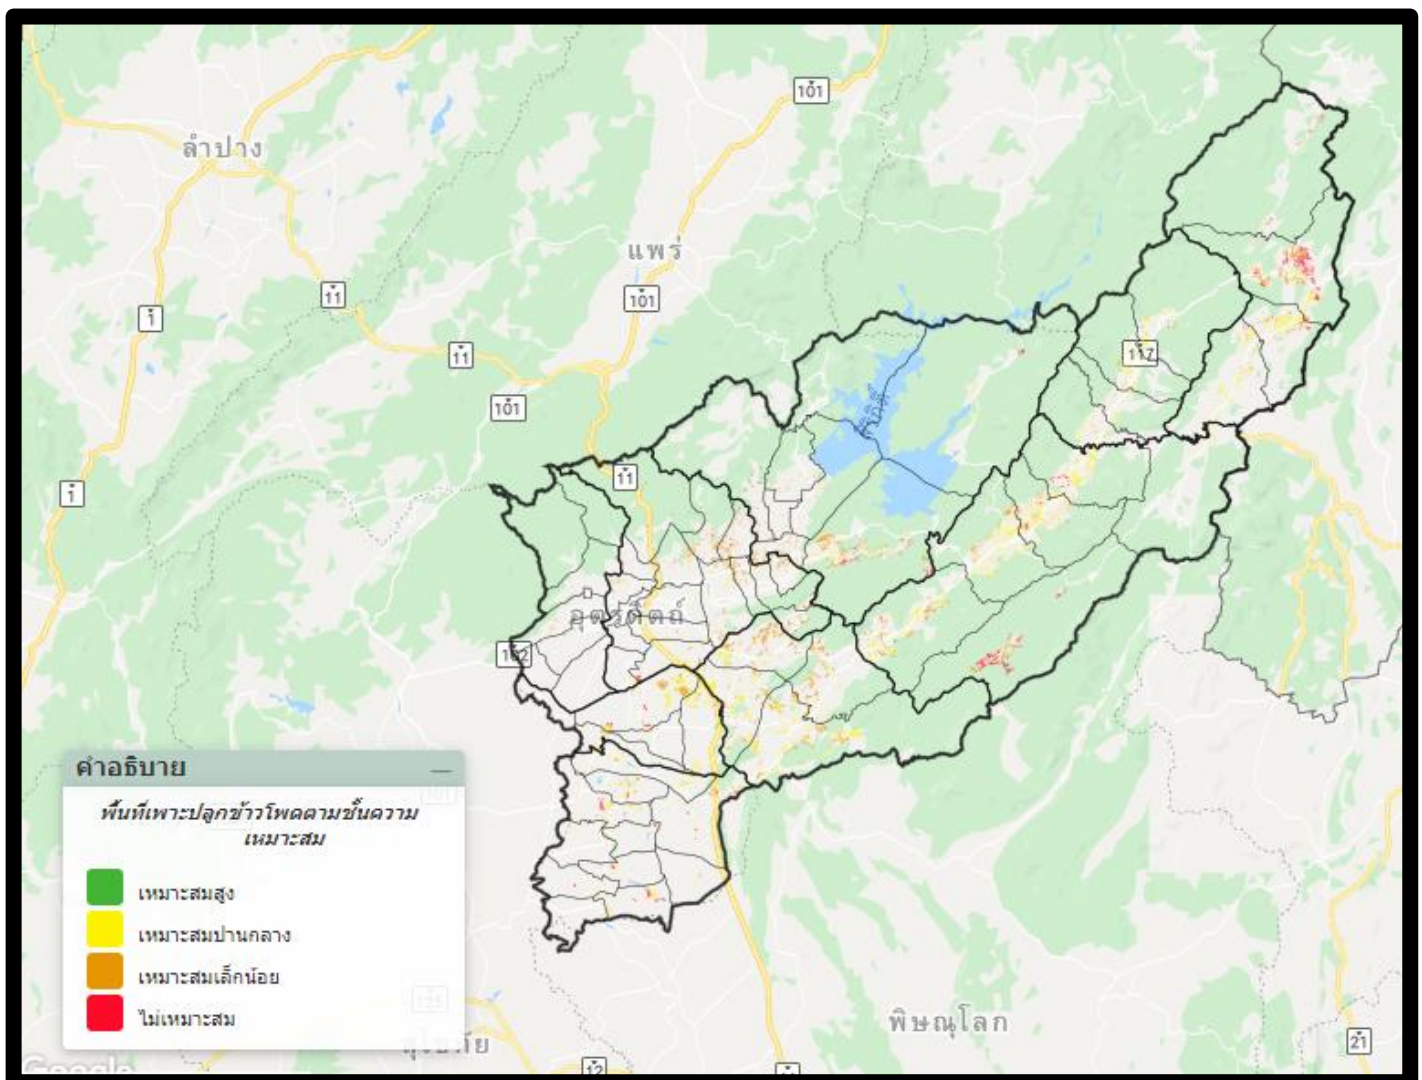 101
ลำปาง
แพร่
11
101
1
11
117
101
11
1
อุตรดิตถ์
102
คำอธิบาย
พื้นที่เพาะปลูกข้าวโพดตามชั้นความ
เหมาะสม
เหมาะสมสูง
เหมาะสมปานกลาง
เหมาะสมเล็กน้อย
ไม่เหมาะสม
พิษณุโลก
21
สุโขทัย
12
Google